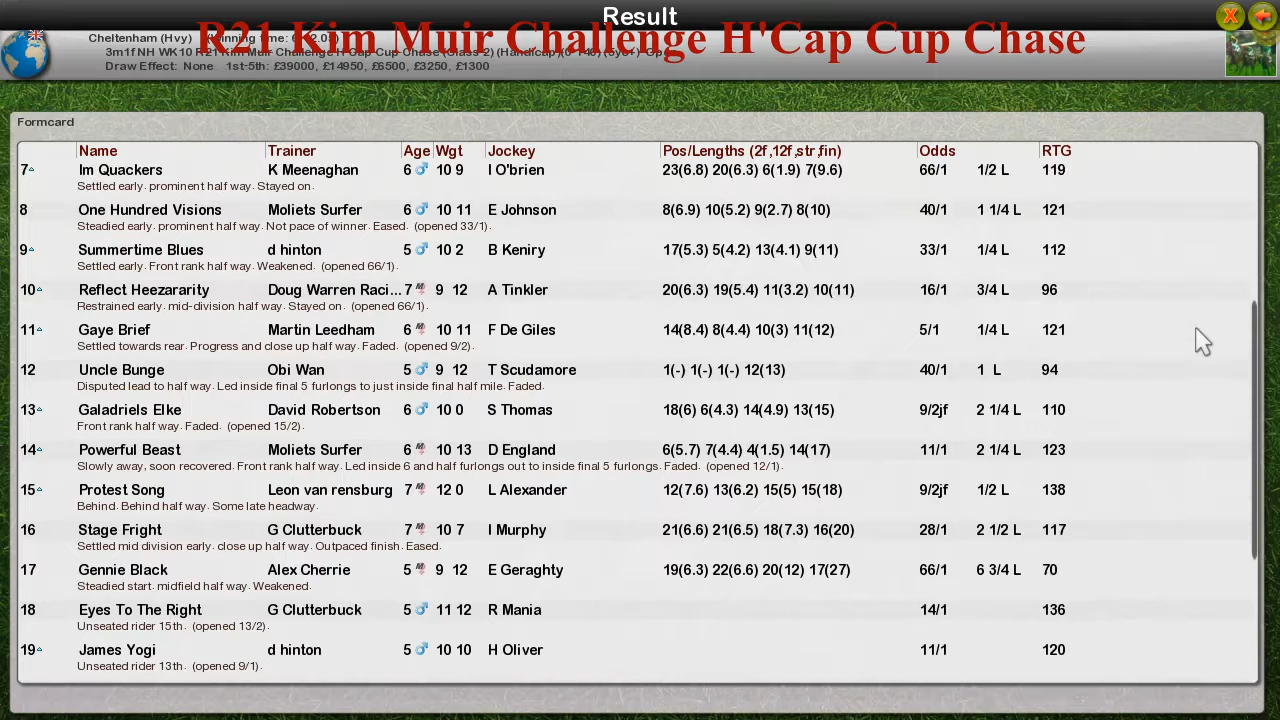 Result
R21 Kim Muir Challenge H'Cap Cup Chase
Cheltenham (Hvy)
3m1f NH WK10 R21 Kim Muir Challenge H'Cap Cup Chase (Class 2) (Handicap)
Draw Effect: None 1st-5th: £39000, £14950, £6500, £3250, £1300
Formcard
Name Trainer Age Wgt Jockey Pos/Lengths (2f,12f,str,fin) Odds RTG
7 Im Quackers K Meenaghan 6 10 9 I O'brien 23(6.8) 20(6.3) 6(1.9) 7(9.6) 66/1 1/2 L 119
Settled early. prominent half way. Stayed on.
8 One Hundred Visions Moliets Surfer 6 10 11 E Johnson 8(6.9) 10(5.2) 9(2.7) 8(10) 40/1 1 1/4 L 121
Steadied early. prominent half way. Not pace of winner. Eased. (opened 33/1).
9 Summertime Blues d hinton 5 10 2 B Keniry 17(5.3) 5(4.2) 13(4.1) 9(11) 33/1 1/4 L 112
Settled early. Front rank half way. Weakened. (opened 66/1).
10 Reflect Heezararity Doug Warren Raci... 7 9 12 A Tinkler 20(6.3) 19(5.4) 11(3.2) 10(11) 16/1 3/4 L 96
Restrained early. mid-division half way. Stayed on. (opened 66/1).
11 Gaye Brief Martin Leedham 6 10 11 F De Giles 14(8.4) 8(4.4) 10(3) 11(12) 5/1 1/4 L 121
Settled towards rear. Progress and close up half way. Faded. (opened 9/2).
12 Uncle Bunge Obi Wan 5 9 12 T Scudamore 1(-) 1(-) 1(-) 12(13) 40/1 1 L 94
Disputed lead to half way. Led inside final 5 furlongs to just inside final half mile. Faded.
13 Galadriels Elke David Robertson 6 10 0 S Thomas 18(6) 6(4.3) 14(4.9) 13(15) 9/2jf 2 1/4 L 110
Front rank half way. Faded. (opened 15/2).
14 Powerful Beast Moliets Surfer 6 10 13 D England 6(5.7) 7(4.4) 4(1.5) 14(17) 11/1 2 1/4 L 123
Slowly away, soon recovered. Front rank half way. Led inside 6 and half furlongs out to inside final 5 furlongs. Faded. (opened 12/1).
15 Protest Song Leon van rensburg 7 12 0 L Alexander 12(7.6) 13(6.2) 15(5) 15(18) 9/2jf 1/2 L 138
Behind. Behind half way. Some late headway.
16 Stage Fright G Clutterbuck 7 10 7 I Murphy 21(6.6) 21(6.5) 18(7.3) 16(20) 28/1 2 1/2 L 117
Settled mid division early. close up half way. Outpaced finish. Eased.
17 Gennie Black Alex Cherrie 5 9 12 E Geraghty 19(6.3) 22(6.6) 20(12) 17(27) 66/1 6 3/4 L 70
Steadied start. midfield half way. Weakened.
18 Eyes To The Right G Clutterbuck 5 11 12 R Mania 14/1 136
Unseated rider 15th. (opened 13/2).
19 James Yogi d hinton 5 10 10 H Oliver 11/1 120
Unseated rider 13th. (opened 9/1).